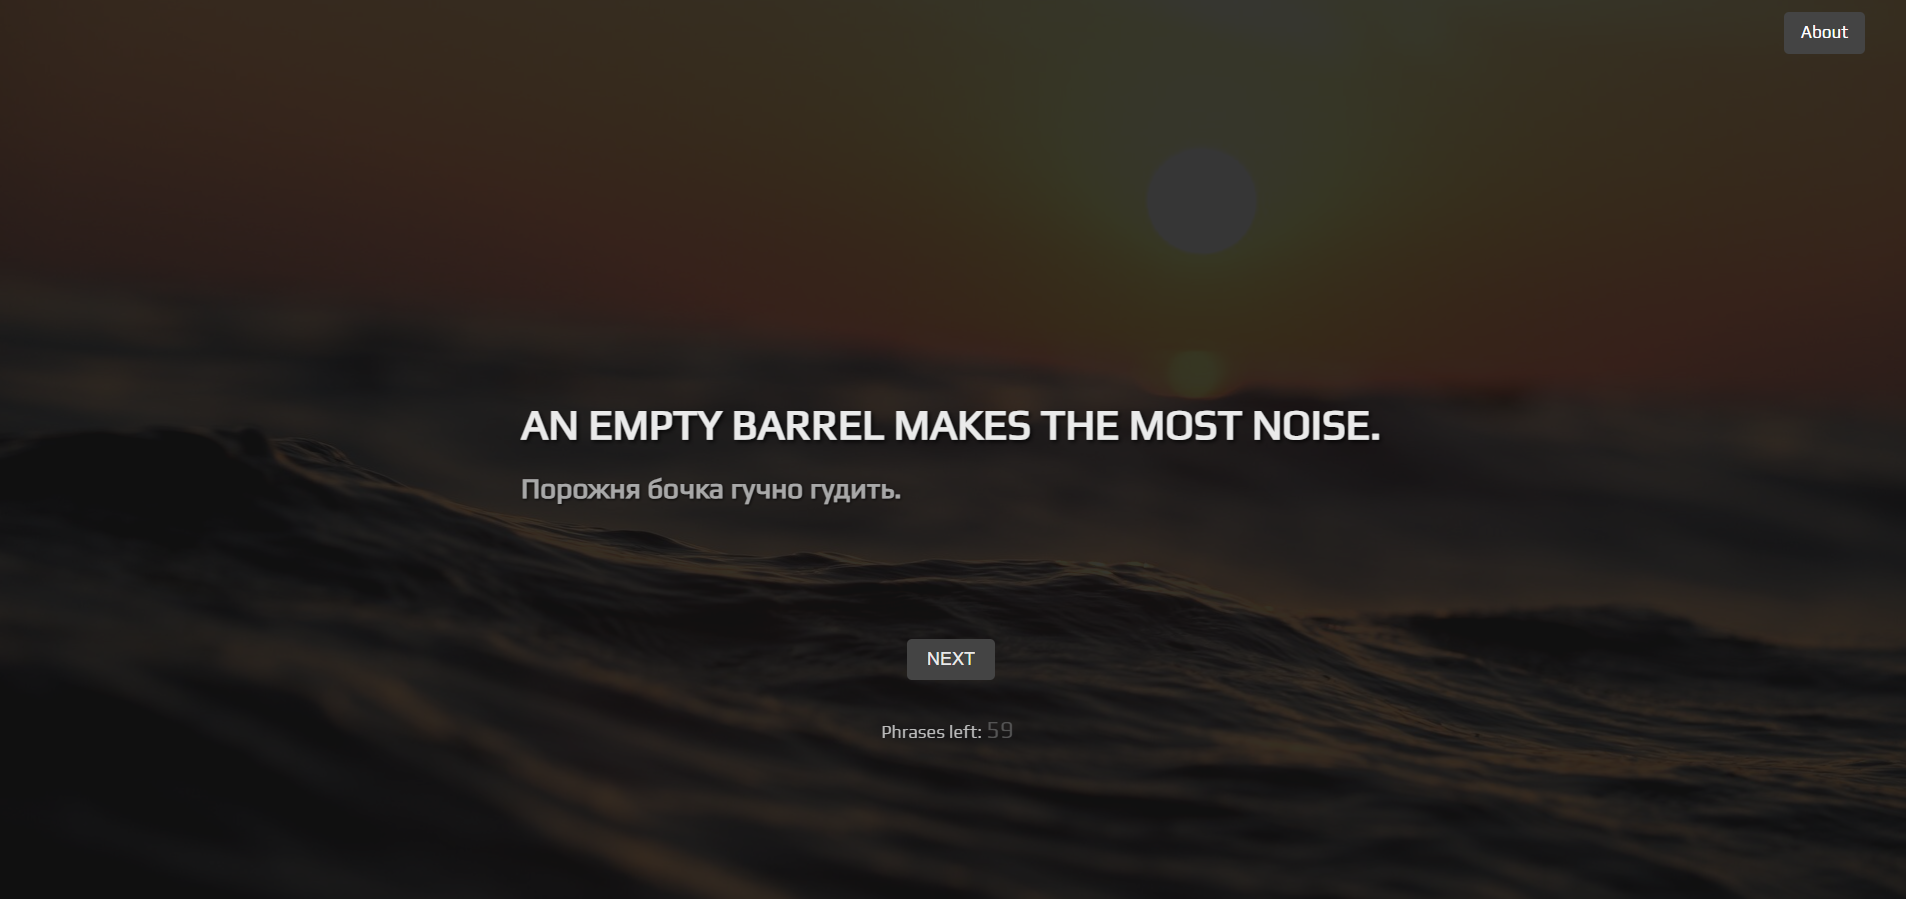 About
AN EMPTY BARREL MAKES THE MOST NOISE.
Порожня бочка гучно гудить.
NEXT
Phrases left: 59